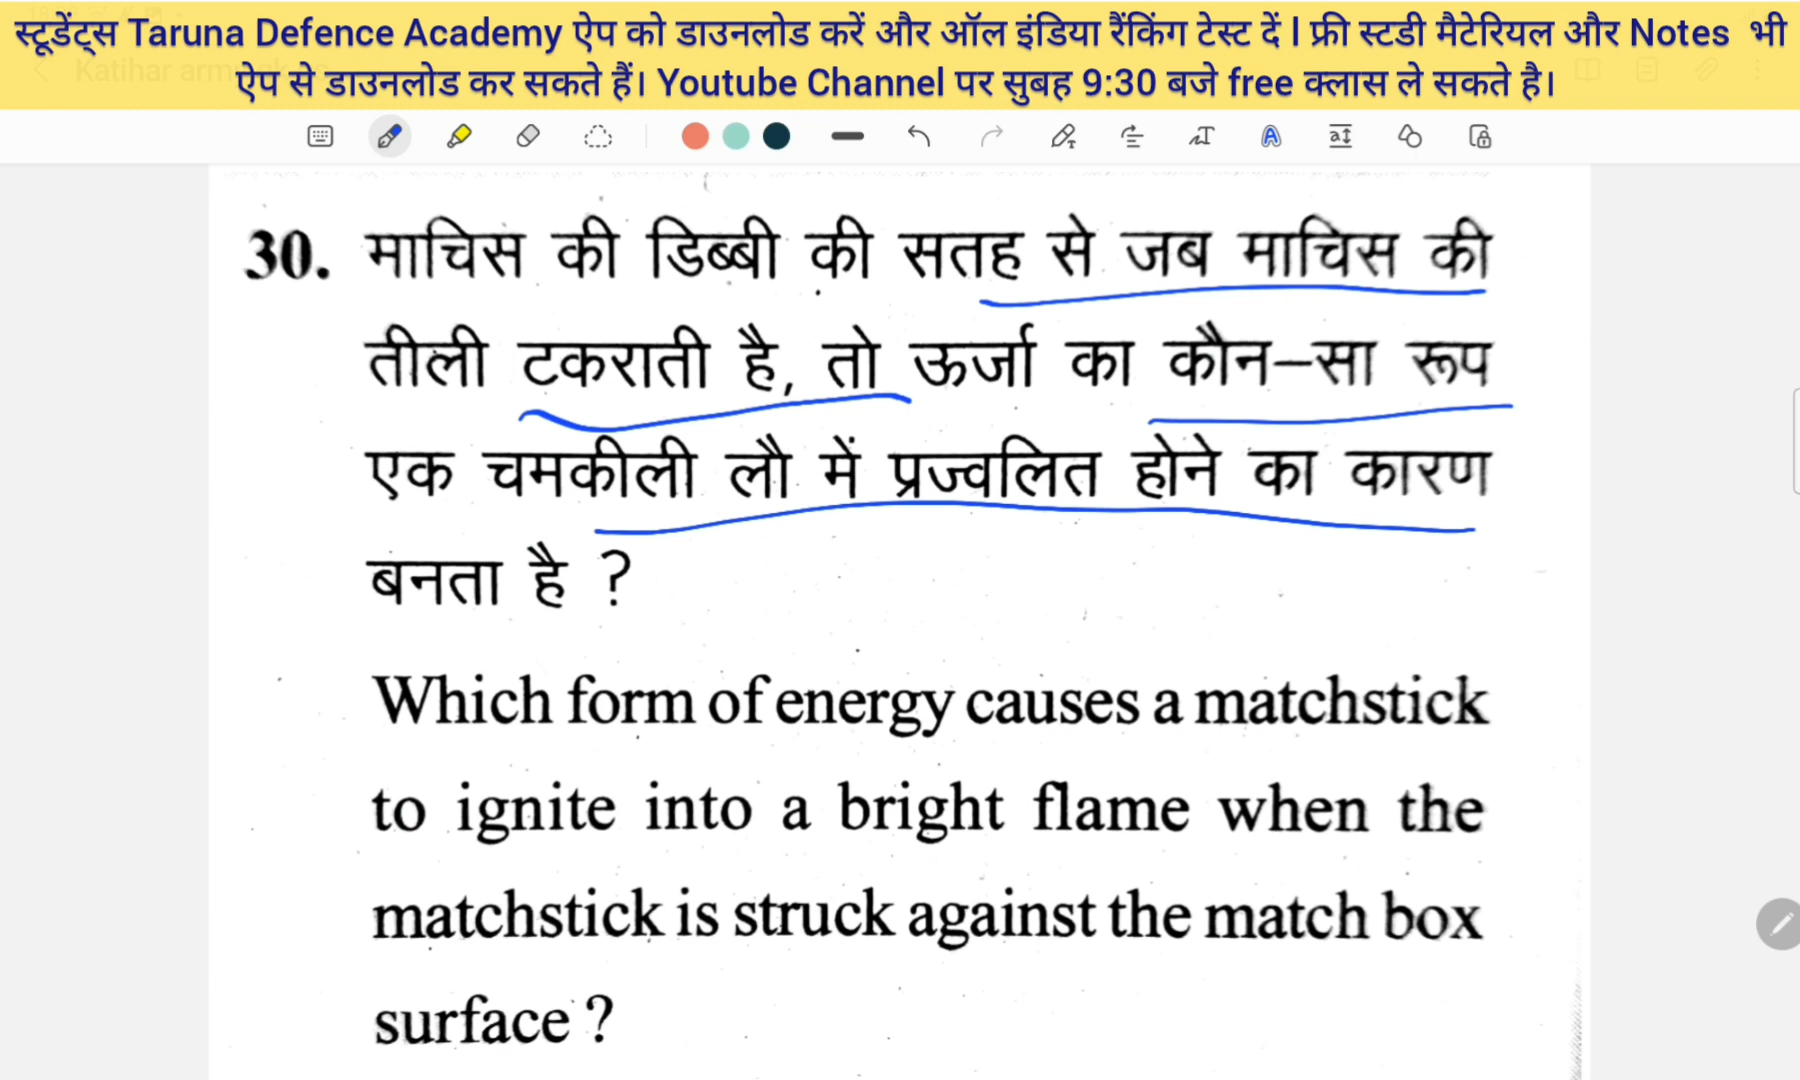 स्टूडेंट्स Taruna Defence Academy ऐप को डाउनलोड करें और ऑल इंडिया रैंकिंग टेस्ट दें l फ्री स्टडी मैटेरियल और Notes भी
ऐप से डाउनलोड कर सकते हैं। Youtube Channel पर सुबह 9:30 बजे free क्लास ले सकते है।
Katihar army
30. माचिस की डिब्बी की सतह से जब माचिस की
तीली टकराती है, तो ऊर्जा का कौन–सा रूप
एक चमकीली लौ में प्रज्वलित होने का कारण
बनता है ?
Which form of energy causes a matchstick
to ignite into a bright flame when the
matchstick is struck against the match box
surface ?